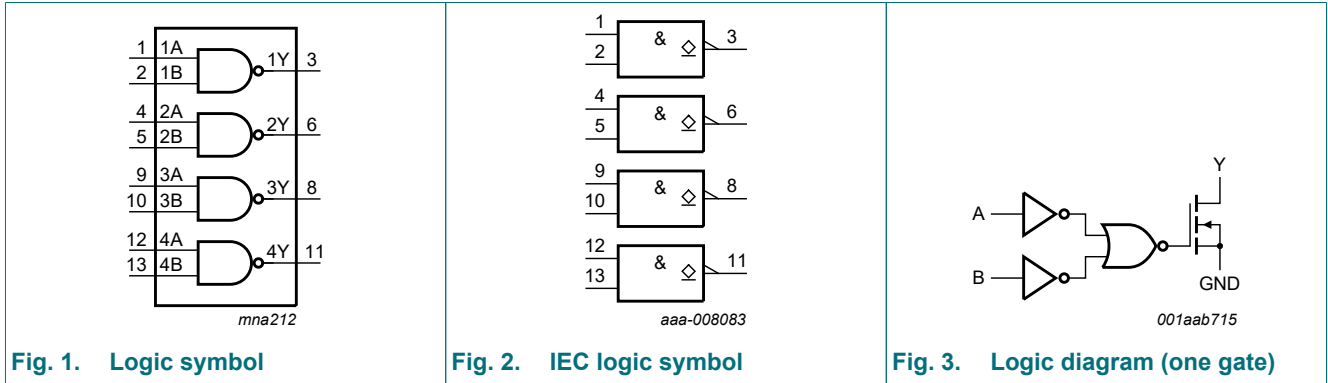 1 1A 1Y 3
2 1B
4 2A 2Y 6
5 2B
9 3A 3Y 8
10 3B
12 4A 4Y 11
13 4B
mna212
Fig. 1. Logic symbol
1 & 3
2
4 & 6
5
9 & 8
10
12 & 11
13
aaa-008083
Fig. 2. IEC logic symbol
Y
A
B
GND
001aab715
Fig. 3. Logic diagram (one gate)